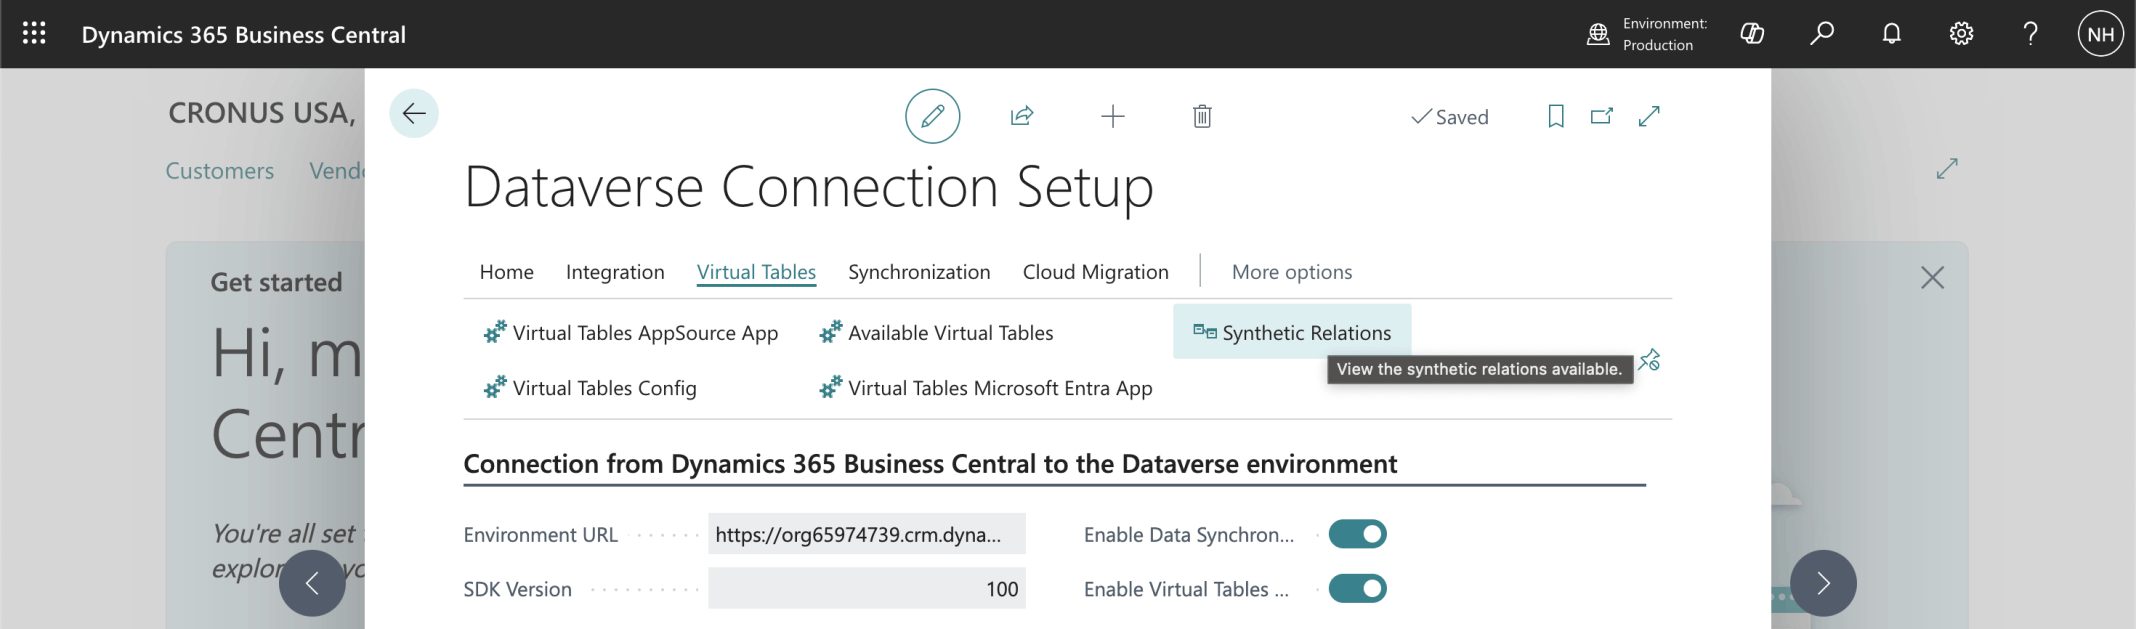 Dynamics 365 Business Central
Environment:
Production
?
NH
CRONUS USA,
Customers
Saved
Dataverse Connection Setup
Home Integration Virtual Tables Synchronization Cloud Migration More options
Get started
Virtual Tables AppSource App Available Virtual Tables Synthetic Relations
View the synthetic relations available.
Virtual Tables Config Virtual Tables Microsoft Entra App
Hi,
Connection from Dynamics 365 Business Central to the Dataverse environment
You're all set
Environment URL https://org65974739.crm.dyna... Enable Data Synchron...
SDK Version 100 Enable Virtual Tables ...